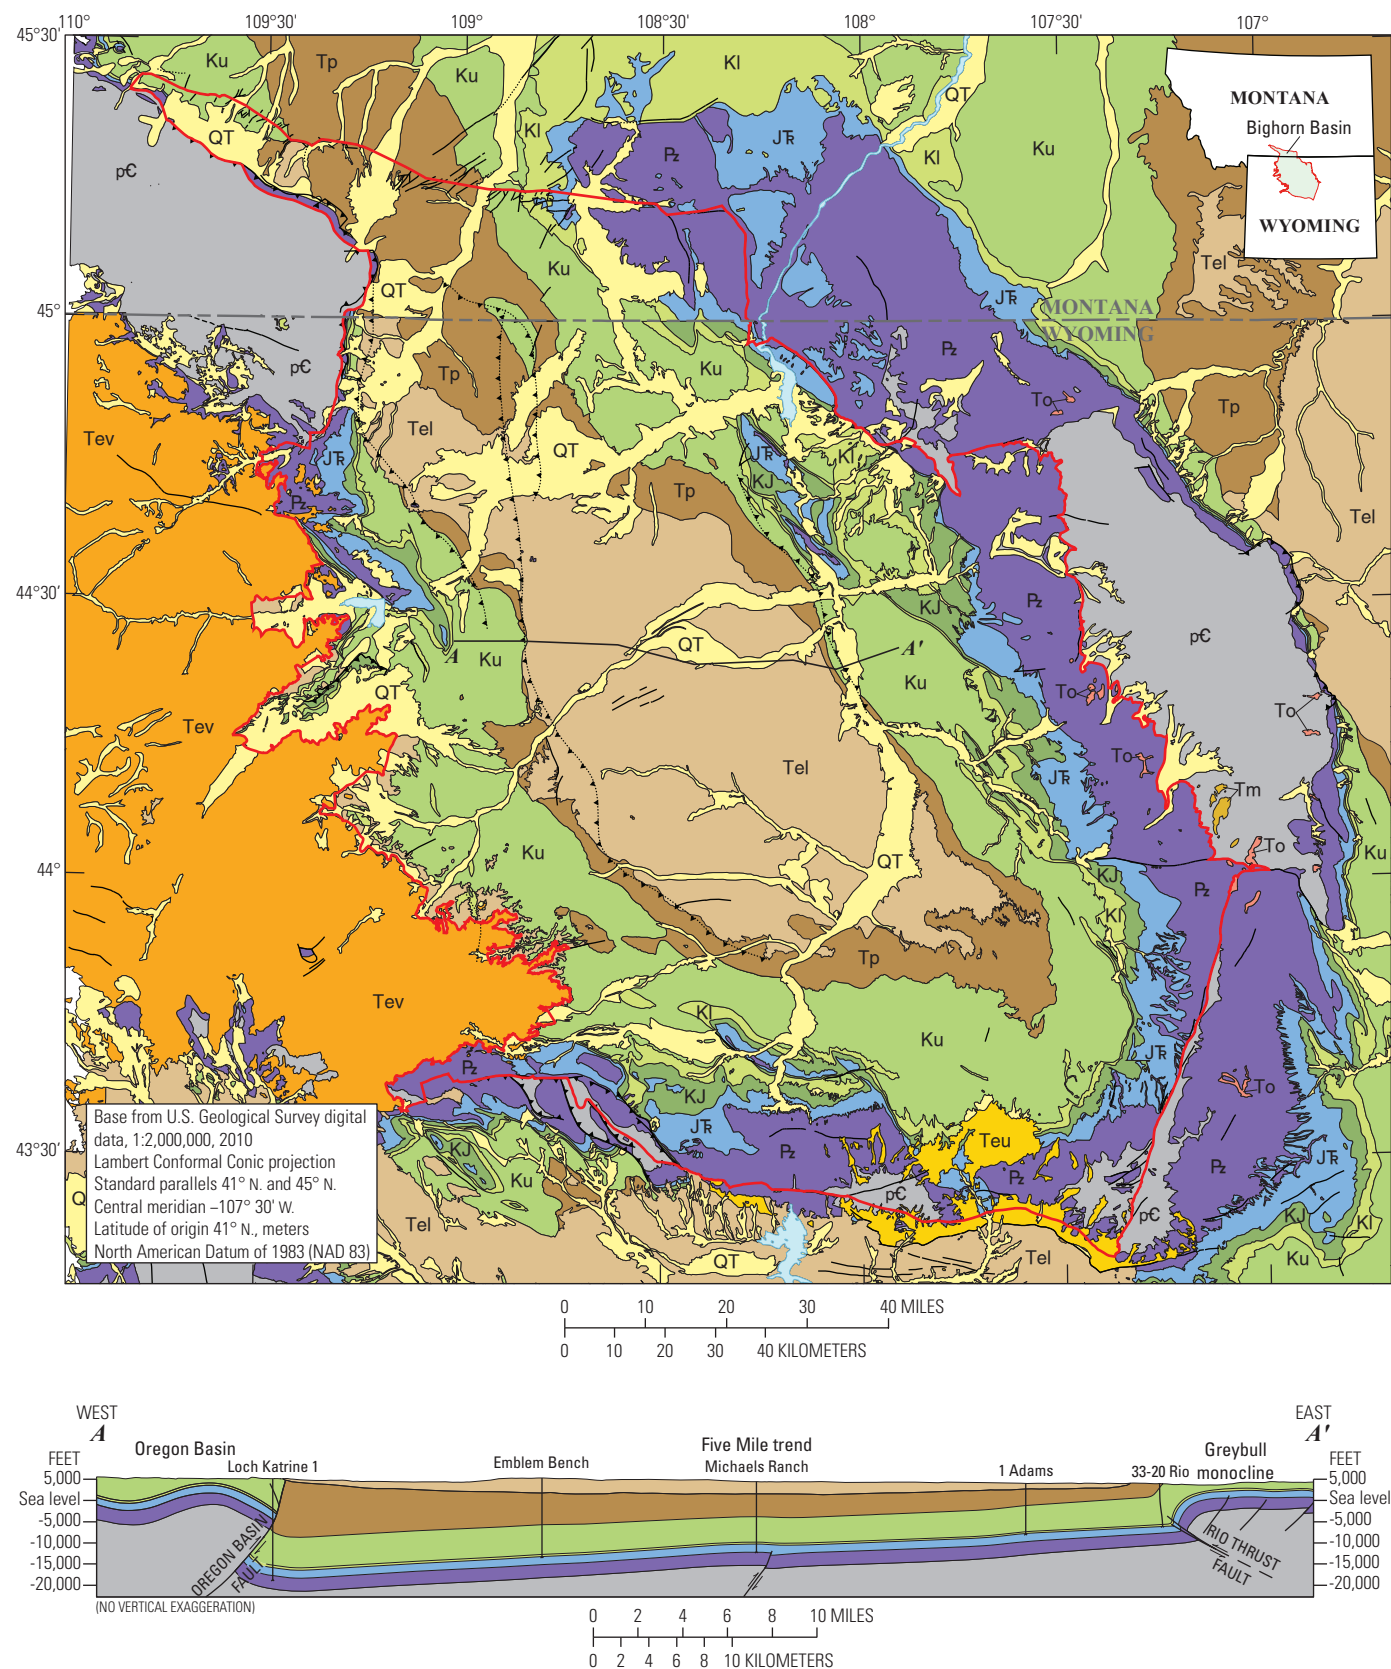 110°
109°30'
109°
108°30'
108°
107°30'
107°
45°30'
Ku
Tp
Ku
Kl
QT
MONTANA
Bighorn Basin
WYOMING
QT
Kl
Pz
JTR
Kl
Ku
p-C
Ku
QT
Tel
JTR
45°
MONTANA
WYOMING
p-C
Tp
Ku
Pz
To
Tp
Tev
Tel
JTR
QT
JTR
Kl
KJ
Tp
Pz
Tel
44°30'
KJ
Pz
p-C
QT
A
Ku
A'
Ku
QT
To
To
Tev
To
JTR
Tel
Tm
Ku
QT
To
Ku
44°
KJ
Pz
Kl
Tp
Tev
Kl
Ku
JTR
Pz
To
KJ
Teu
JTR
43°30'
KJ
Pz
Pz
Pz
JTR
Ku
Q
p-C
Tel
p-C
KJ
Kl
QT
Tel
Ku
Base from U.S. Geological Survey digital
data, 1:2,000,000, 2010
Lambert Conformal Conic projection
Standard parallels 41° N. and 45° N.
Central meridian –107° 30' W.
Latitude of origin 41° N., meters
North American Datum of 1983 (NAD 83)
0 10 20 30 40 MILES
0 10 20 30 40 KILOMETERS
WEST
A
EAST
A'
FEET
Oregon Basin
Loch Katrine 1
Emblem Bench
Five Mile trend
Michaels Ranch
1 Adams
33-20 Rio
Greybull
monocline
FEET
5,000
Sea level
-5,000
-10,000
-15,000
-20,000
OREGON BASIN
FAULT
RIO THRUST
FAULT
5,000
Sea level
-5,000
-10,000
-15,000
-20,000
(NO VERTICAL EXAGGERATION)
0 2 4 6 8 10 MILES
0 2 4 6 8 10 KILOMETERS